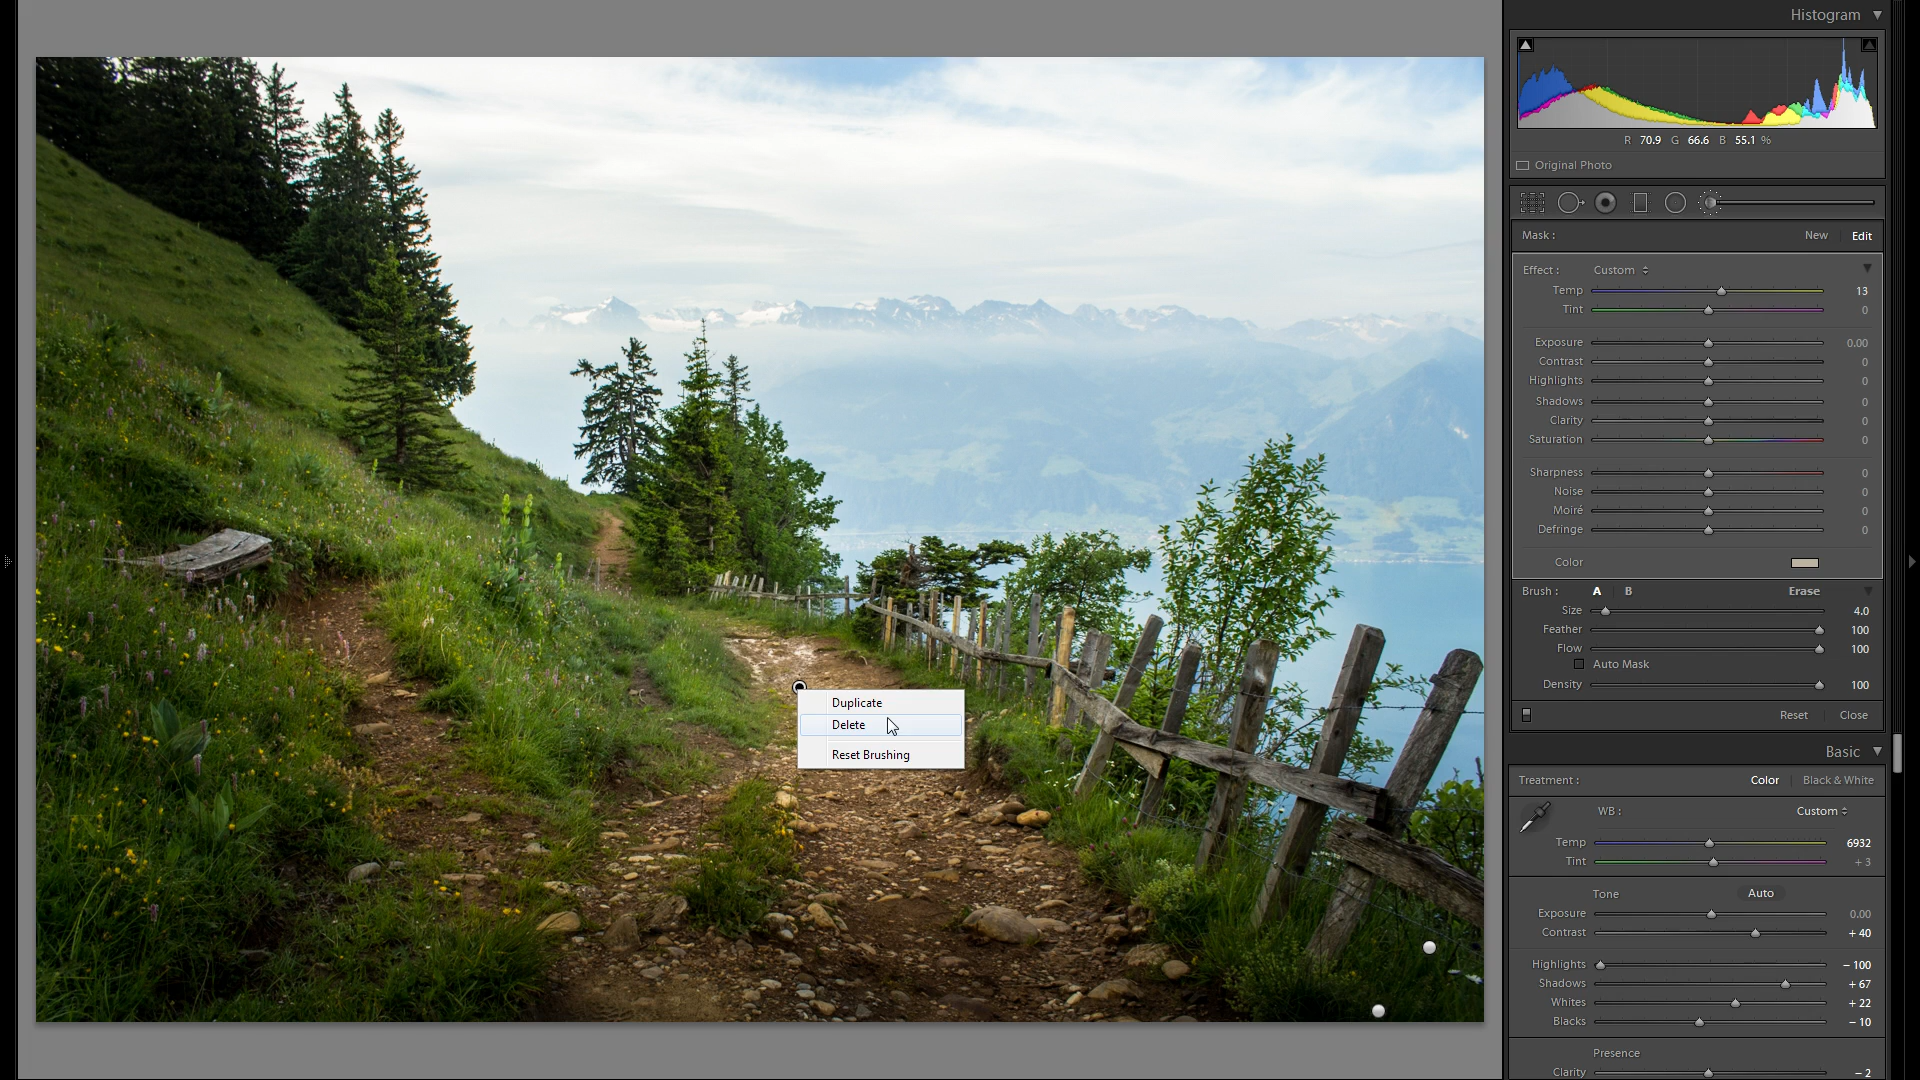 Histogram
R 70.9 G 66.6 B 55.1 %
Original Photo
Mask : New Edit
Effect : Custom
Temp 13
Tint 0
Exposure 0.00
Contrast 0
Highlights 0
Shadows 0
Clarity 0
Saturation 0
Sharpness 0
Noise 0
Moiré 0
Defringe 0
Color
Brush : A B Erase
Size 4.0
Feather 100
Flow 100
Auto Mask
Density 100
Reset Close
Duplicate
Delete
Reset Brushing
Basic
Treatment : Color Black & White
WB : Custom
Temp 6932
Tint + 3
Tone Auto
Exposure 0.00
Contrast + 40
Highlights − 100
Shadows + 67
Whites + 22
Blacks − 10
Presence
Clarity − 2